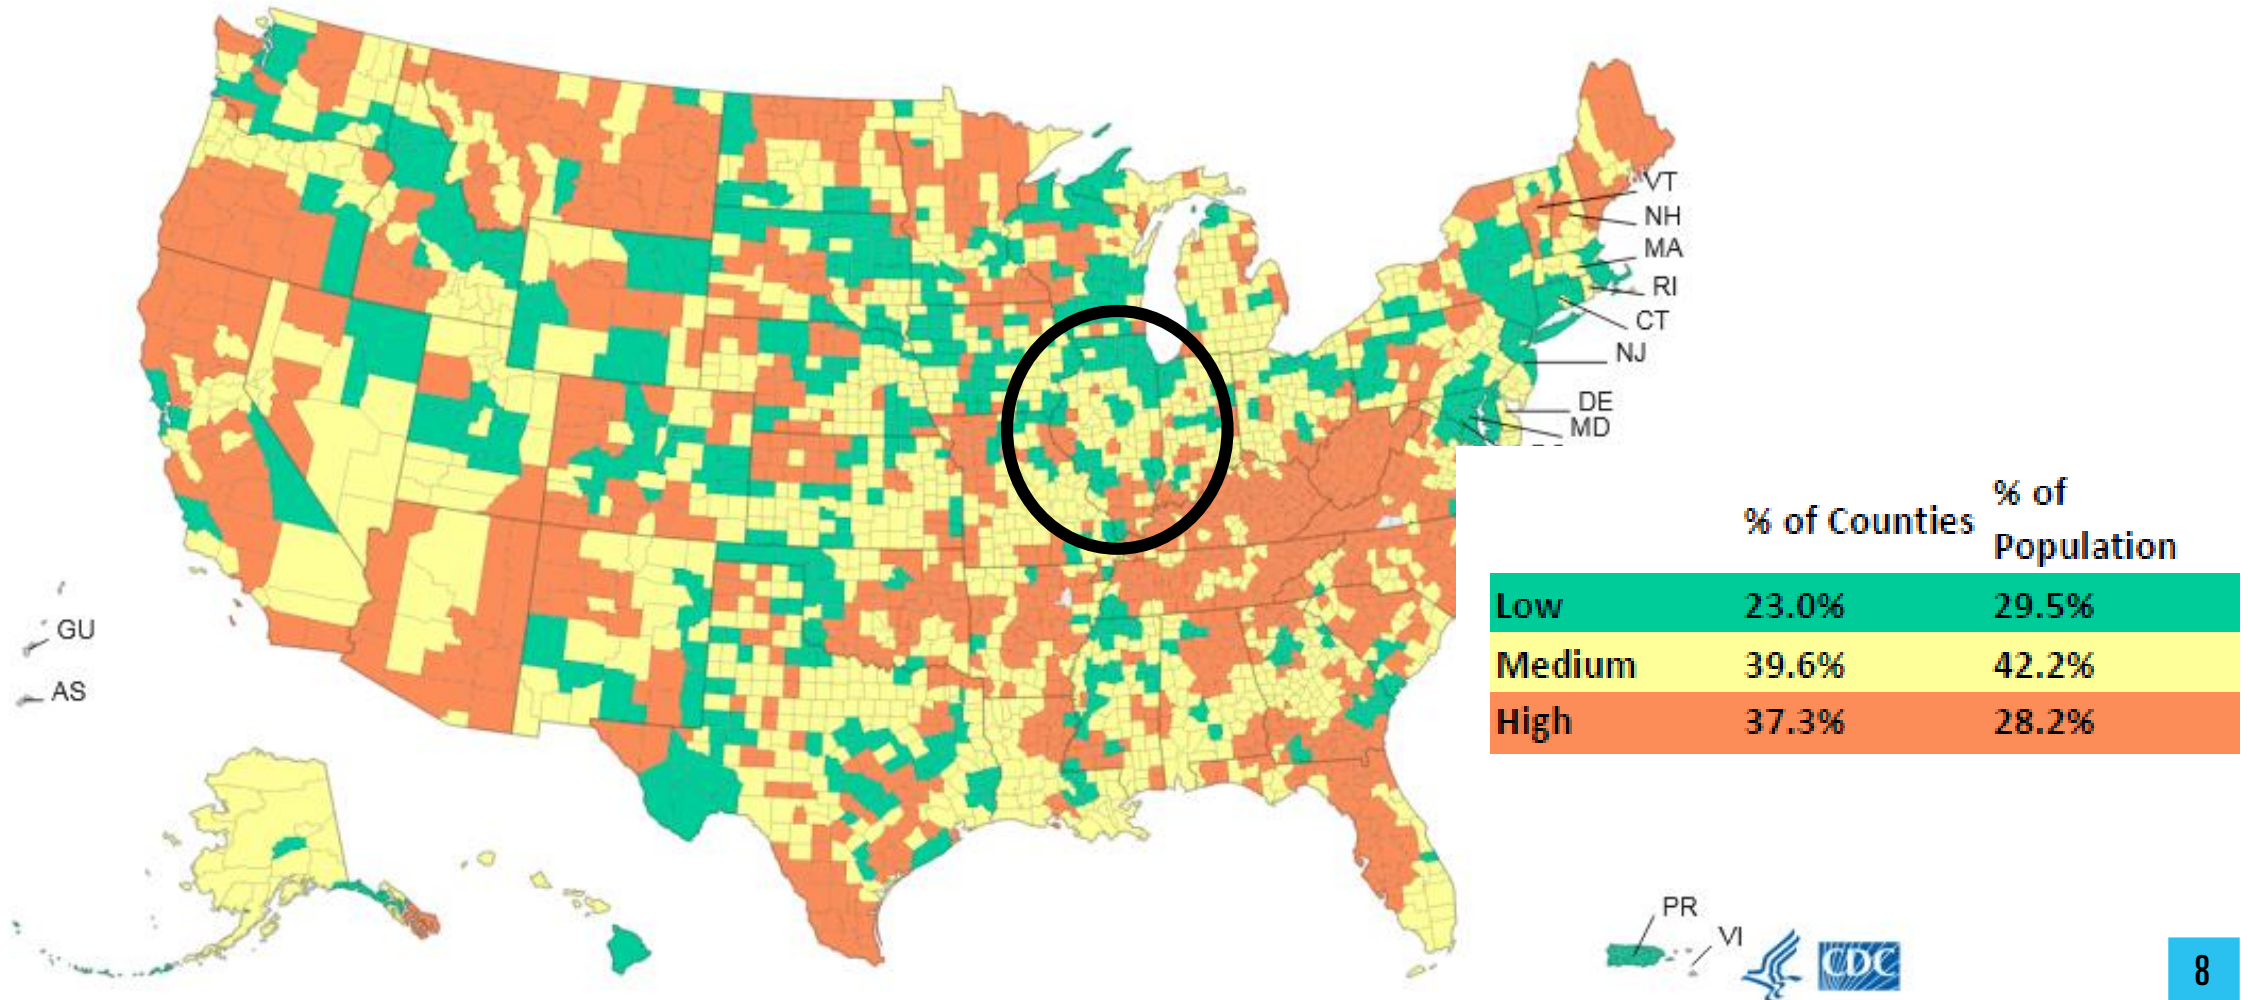 VT
NH
MA
RI
CT
NJ
DE
MD
GU
AS
% of Counties % of Population
Low 23.0% 29.5%
Medium 39.6% 42.2%
High 37.3% 28.2%
PR
VI
CDC
8